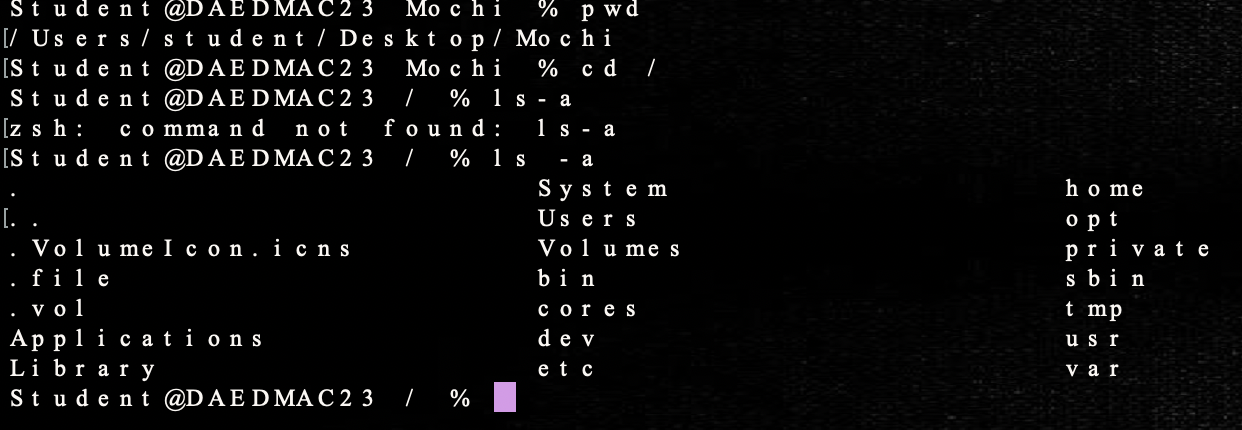 Student@DAEDMAC23 Mochi % pwd
[/Users/student/Desktop/Mochi
[Student@DAEDMAC23 Mochi % cd /
Student@DAEDMAC23 / % ls-a
[zsh: command not found: ls-a
[Student@DAEDMAC23 / % ls -a
. System home
[.. Users opt
.VolumeIcon.icns Volumes private
.file bin sbin
.vol cores tmp
Applications dev usr
Library etc var
Student@DAEDMAC23 / %